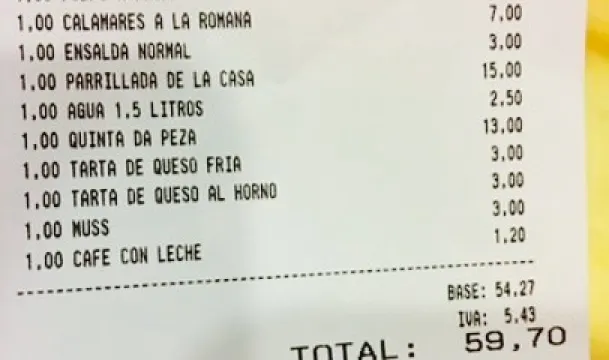 1.00 CALAMARES A LA ROMANA 7.00
1.00 ENSALDA NORMAL 3.00
1.00 PARRILLADA DE LA CASA 15.00
1.00 AGUA 1.5 LITROS 2.50
1.00 QUINTA DA PEZA 13.00
1.00 TARTA DE QUESO FRIA 3.00
1.00 TARTA DE QUESO AL HORNO 3.00
1.00 MUSS 3.00
1.00 CAFE CON LECHE 1.20
BASE: 54.27
IVA: 5.43
TOTAL: 59,70